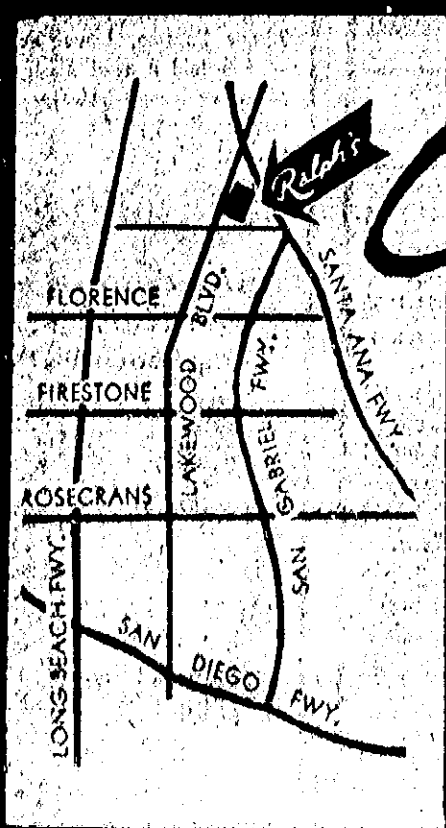 Ralph's
FLORENCE
BLVD.
SANTA ANA FWY.
FIRESTONE
LAKEWOOD
SAN GABRIEL FWY.
ROSECRANS
LONG BEACH FWY.
SAN DIEGO FWY.